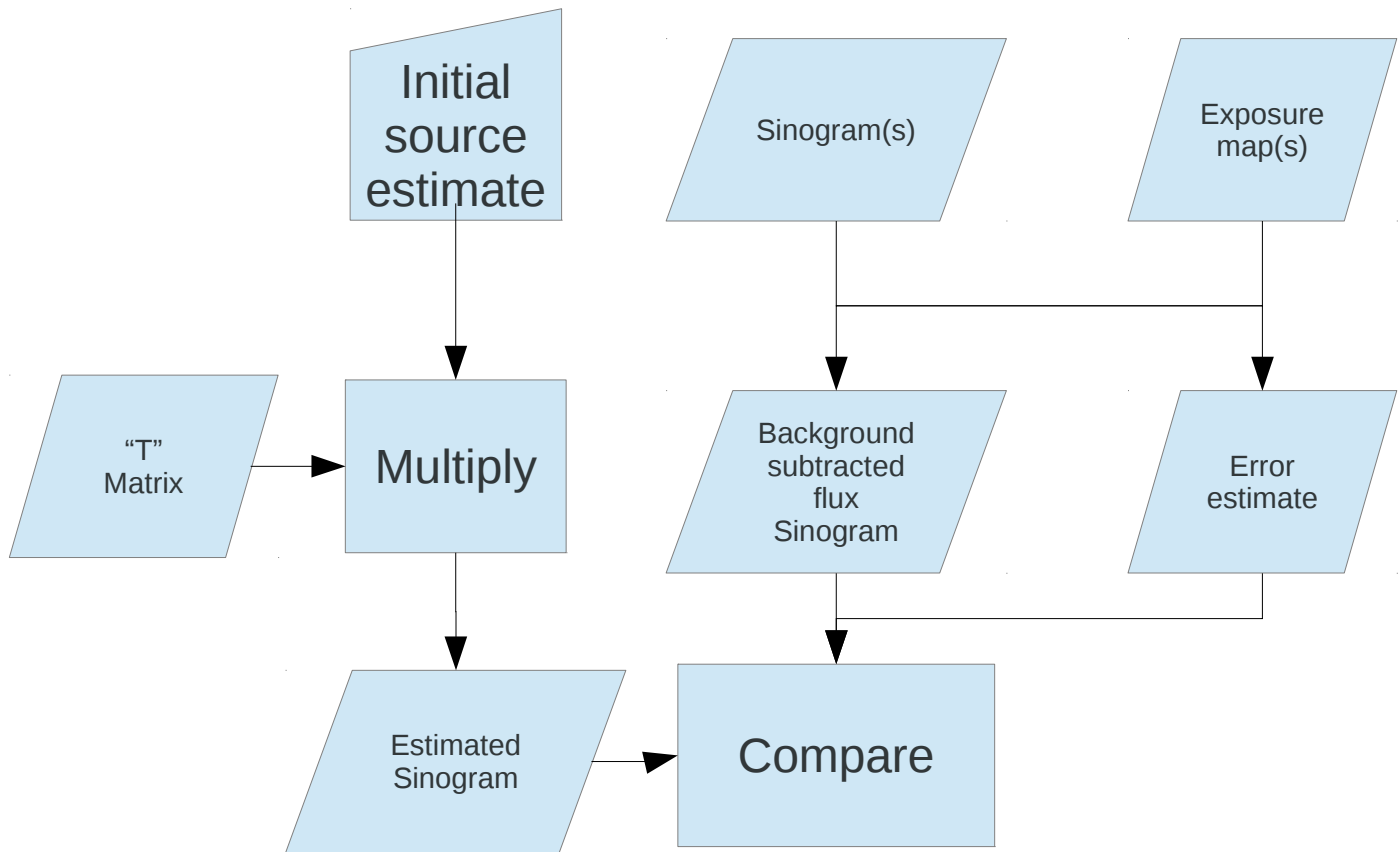 Initial
source
estimate
Sinogram(s)
Exposure
map(s)
“T”
Matrix
Multiply
Background
subtracted
flux
Sinogram
Error
estimate
Estimated
Sinogram
Compare